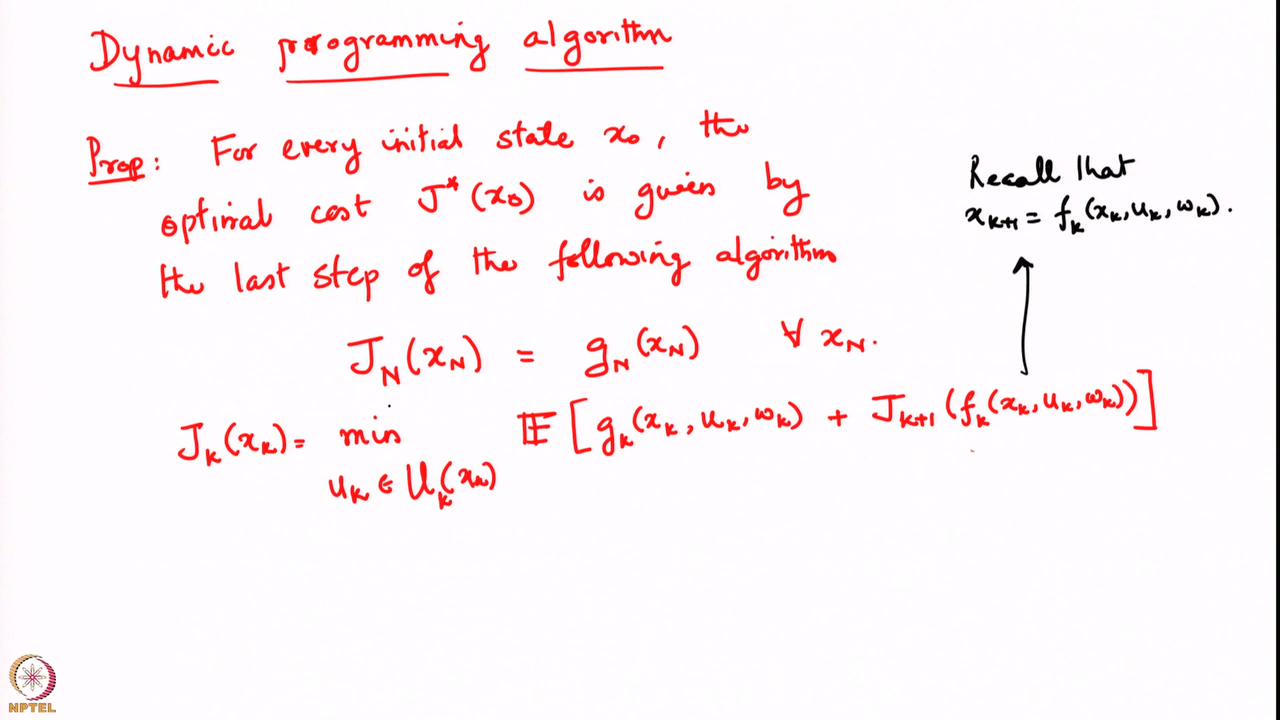 Dynamic programming algorithm
Prop: For every initial state x₀, the
optimal cost J*(x₀) is given by
the last step of the following algorithm
J_N(x_N) = g_N(x_N) ∀ x_N.
J_k(x_k) = min 𝔼[g_k(x_k, u_k, w_k) + J_{k+1}(f_k(x_k, u_k, w_k))]
u_k ∈ U_k(x_k)
Recall that
x_{k+1} = f_k(x_k, u_k, w_k).
NPTEL